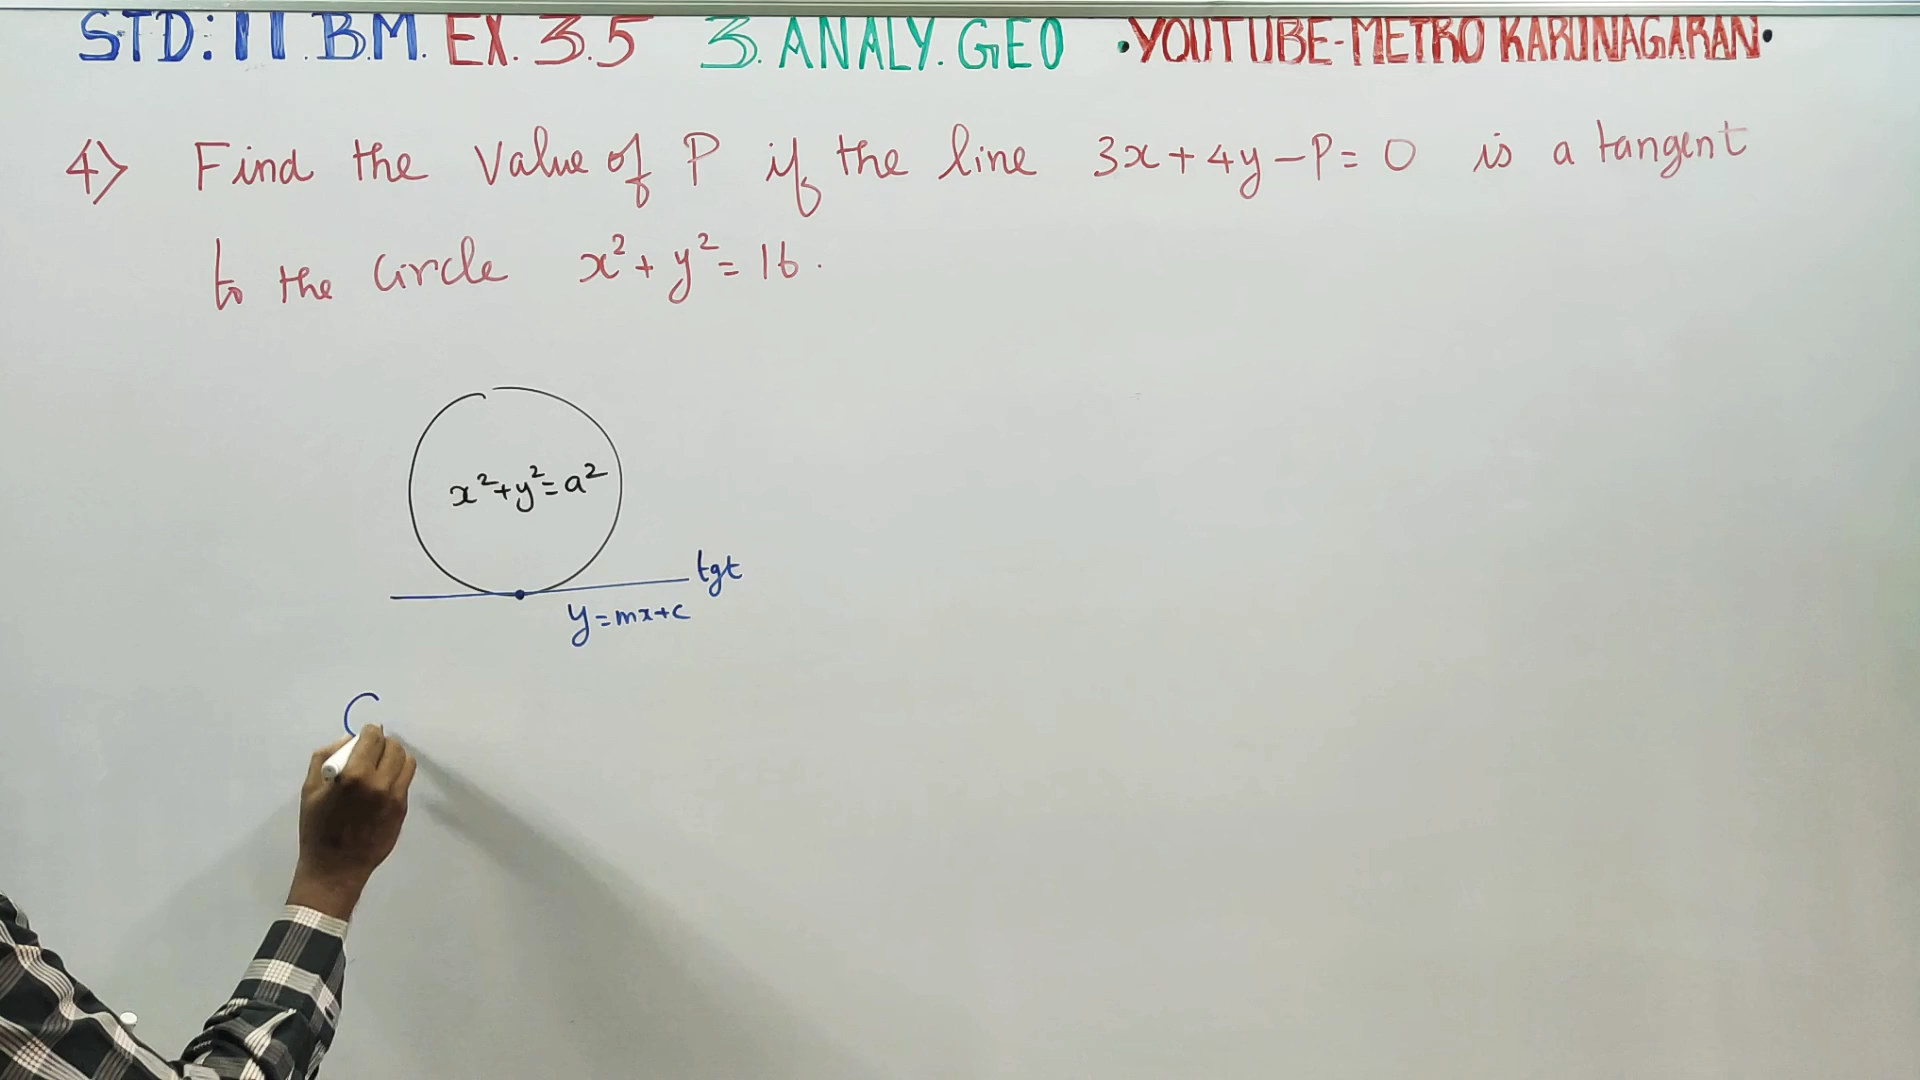 STD: 11. B.M. EX. 3.5 3. ANALY. GEO • YOUTUBE-METRO KARUNAGARAN •
4) Find the Value of P if the line 3x + 4y - P = 0 is a tangent
to the Circle x² + y² = 16.
x² + y² = a²
tgt
y = mx + c
C